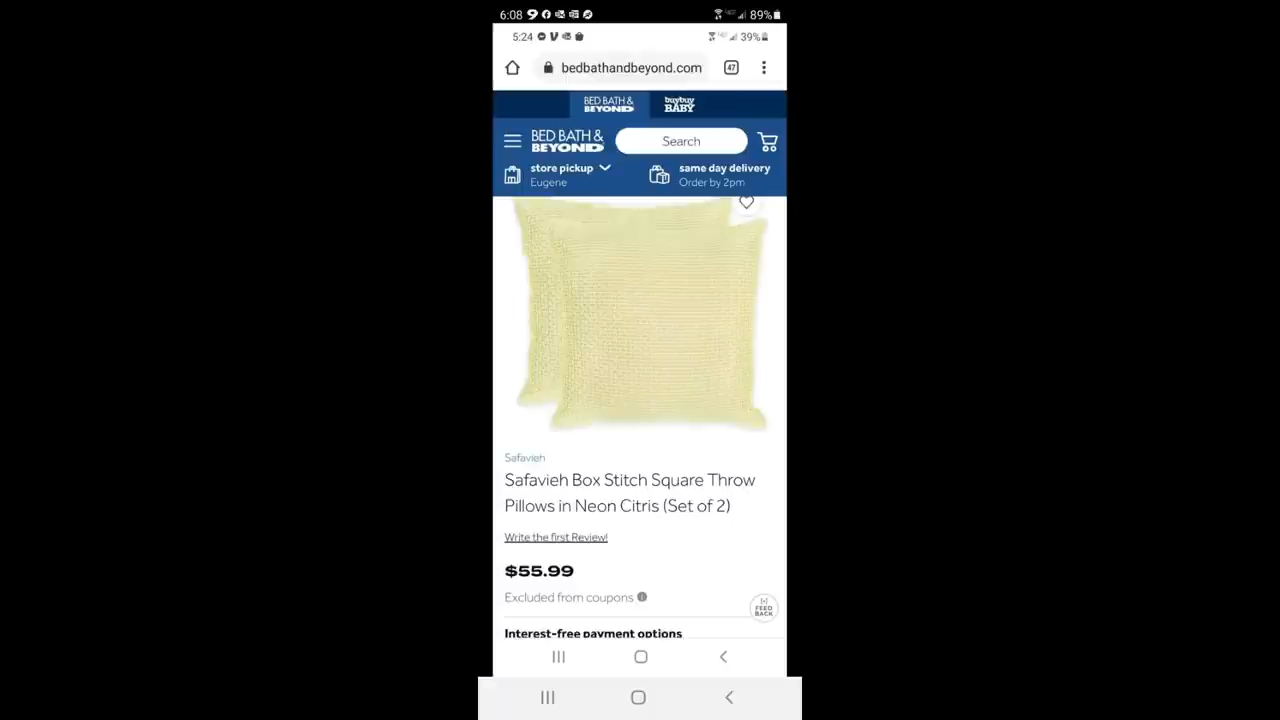 6:08
89%
5:24
39%
bedbathandbeyond.com
47
BED BATH &
BEYOND
buybuy
BABY
BED BATH &
BEYOND
Search
store pickup
Eugene
same day delivery
Order by 2pm
Safavieh
Safavieh Box Stitch Square Throw
Pillows in Neon Citris (Set of 2)
Write the first Review!
$55.99
Excluded from coupons
FEED
BACK
Interest-free payment options